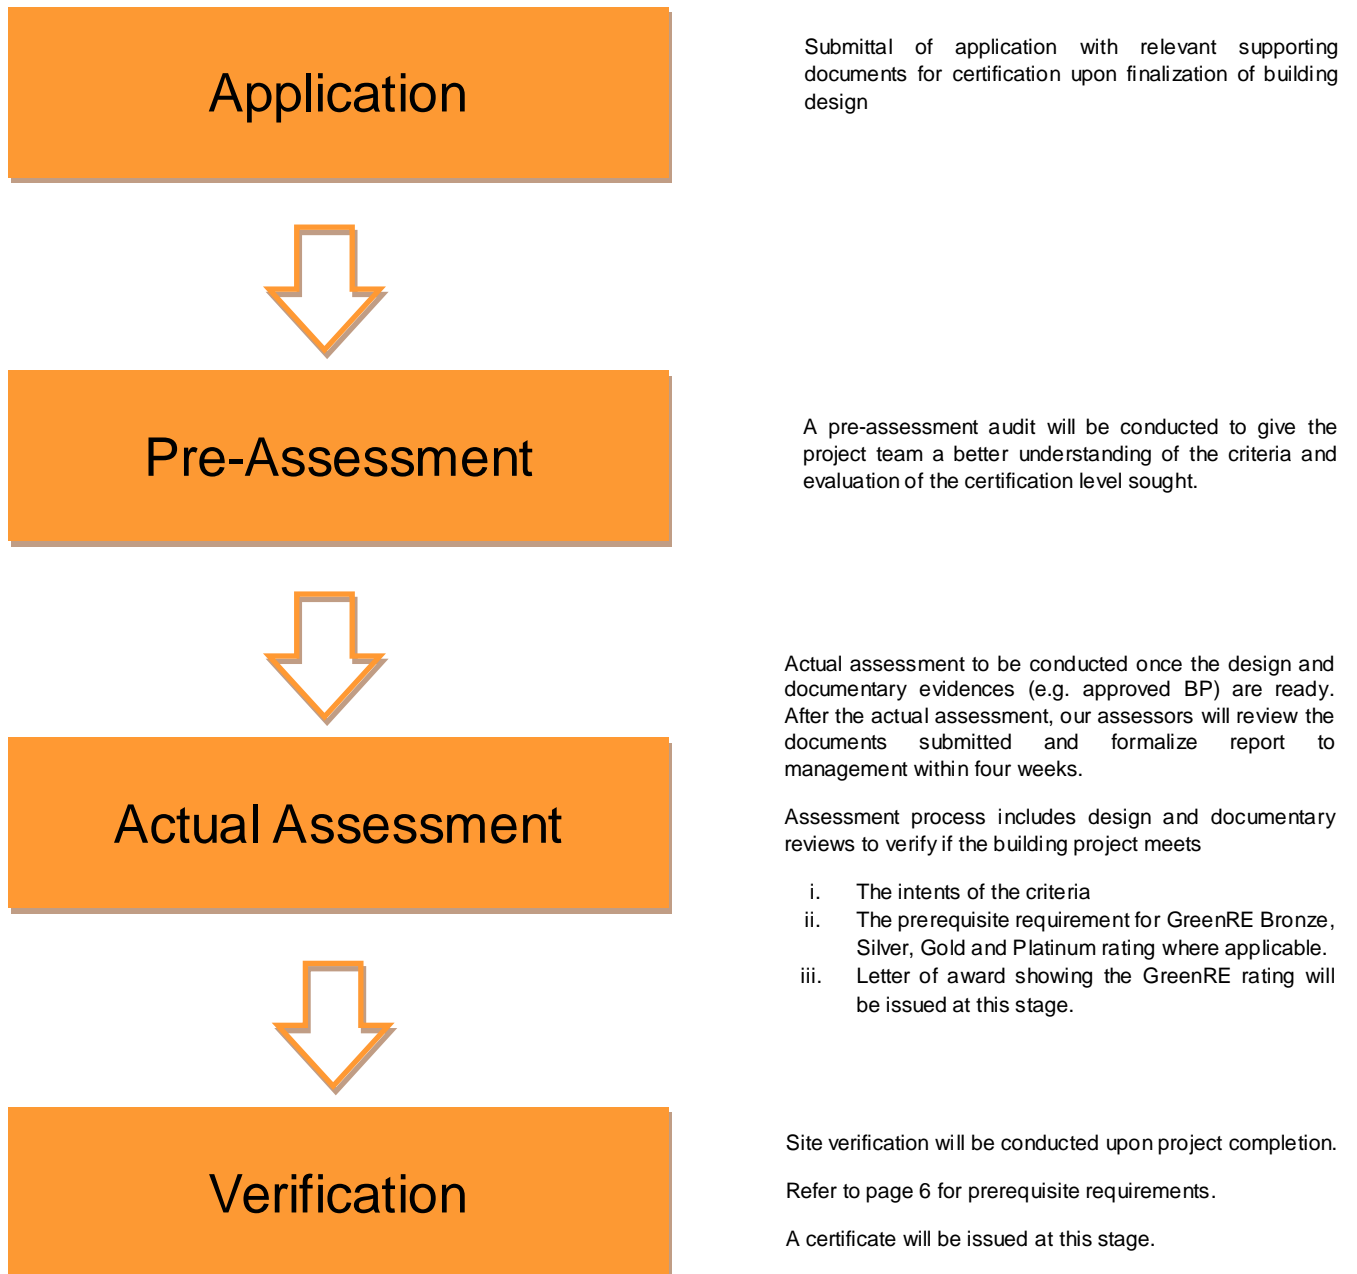 Application
Submittal of application with relevant supporting
documents for certification upon finalization of building
design
Pre-Assessment
A pre-assessment audit will be conducted to give the
project team a better understanding of the criteria and
evaluation of the certification level sought.
Actual Assessment
Actual assessment to be conducted once the design and
documentary evidences (e.g. approved BP) are ready.
After the actual assessment, our assessors will review the
documents submitted and formalize report to
management within four weeks.
Assessment process includes design and documentary
reviews to verify if the building project meets
i. The intents of the criteria
ii. The prerequisite requirement for GreenRE Bronze,
Silver, Gold and Platinum rating where applicable.
iii. Letter of award showing the GreenRE rating will
be issued at this stage.
Verification
Site verification will be conducted upon project completion.
Refer to page 6 for prerequisite requirements.
A certificate will be issued at this stage.